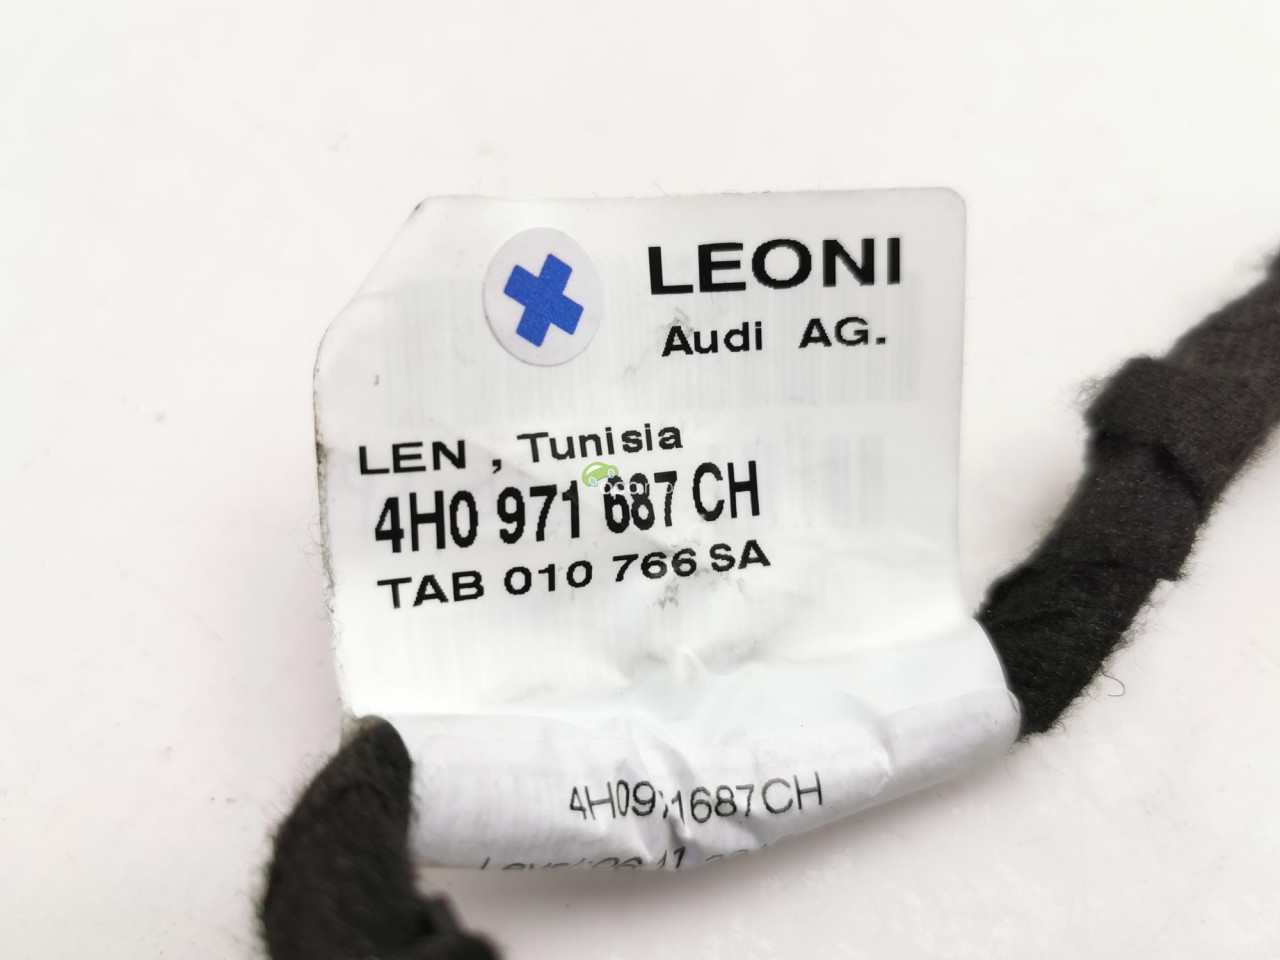 LEONI
Audi AG.
LEN , Tunisia
4H0 971 687 CH
TAB 010 766 SA
4H0971687CH